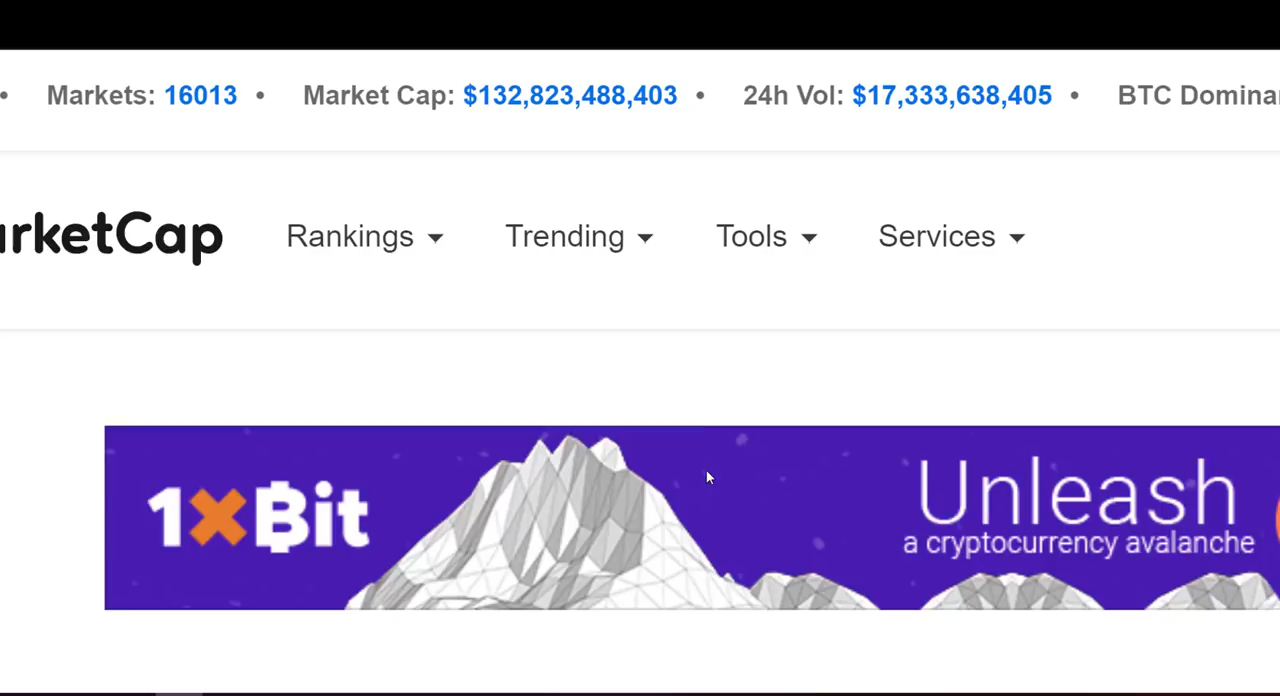 • Markets: 16013 • Market Cap: $132,823,488,403 • 24h Vol: $17,333,638,405 • BTC Domina
rketCap Rankings Trending Tools Services
1xBit
Unleash
a cryptocurrency avalanche